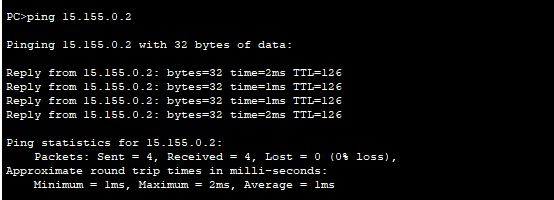 PC>ping 15.155.0.2
Pinging 15.155.0.2 with 32 bytes of data:
Reply from 15.155.0.2: bytes=32 time=2ms TTL=126
Reply from 15.155.0.2: bytes=32 time=1ms TTL=126
Reply from 15.155.0.2: bytes=32 time=1ms TTL=126
Reply from 15.155.0.2: bytes=32 time=2ms TTL=126
Ping statistics for 15.155.0.2:
Packets: Sent = 4, Received = 4, Lost = 0 (0% loss),
Approximate round trip times in milli-seconds:
Minimum = 1ms, Maximum = 2ms, Average = 1ms